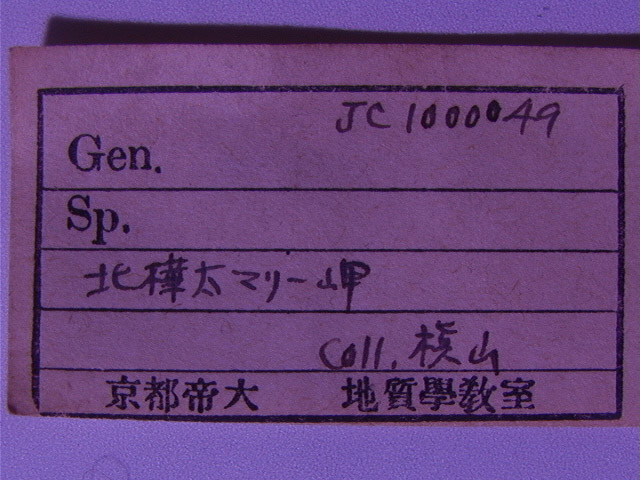 JC1000049
Gen.
Sp.
北樺太マリー岬
Coll. 槇山
京都帝大 地質學教室